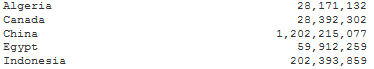 Algeria 28,171,132
Canada 28,392,302
China 1,202,215,077
Egypt 59,912,259
Indonesia 202,393,859